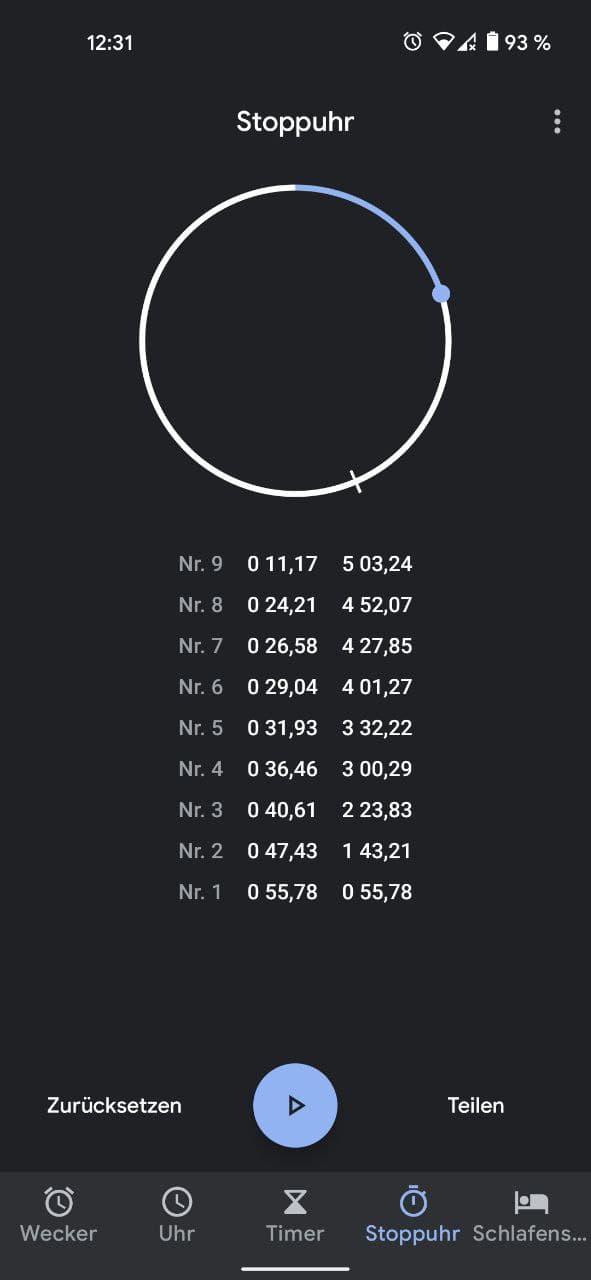 12:31 93 %
Stoppuhr
Nr. 9 0 11,17 5 03,24
Nr. 8 0 24,21 4 52,07
Nr. 7 0 26,58 4 27,85
Nr. 6 0 29,04 4 01,27
Nr. 5 0 31,93 3 32,22
Nr. 4 0 36,46 3 00,29
Nr. 3 0 40,61 2 23,83
Nr. 2 0 47,43 1 43,21
Nr. 1 0 55,78 0 55,78
Zurücksetzen Teilen
Wecker Uhr Timer Stoppuhr Schlafens...